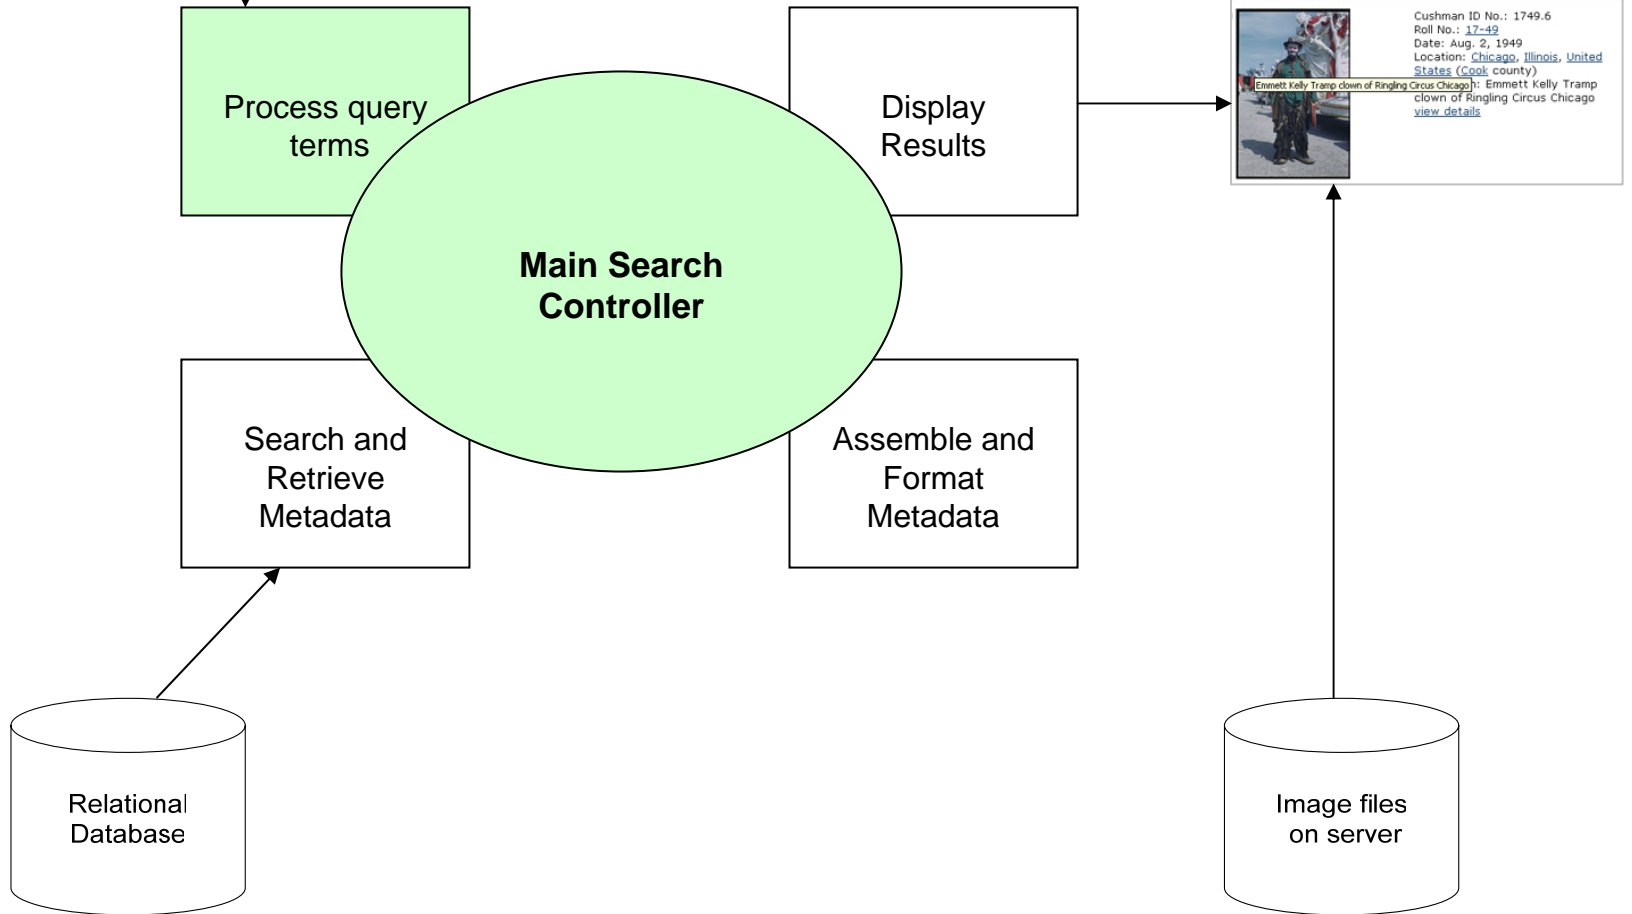 Process query
terms
Display
Results
Cushman ID No.: 1749.6
Roll No.: 17-49
Date: Aug. 2, 1949
Location: Chicago, Illinois, United
States (Cook county)
Emmett Kelly Tramp clown of Ringling Circus Chicago
n: Emmett Kelly Tramp
clown of Ringling Circus Chicago
view details
Main Search
Controller
Search and
Retrieve
Metadata
Assemble and
Format
Metadata
Relational
Database
Image files
on server